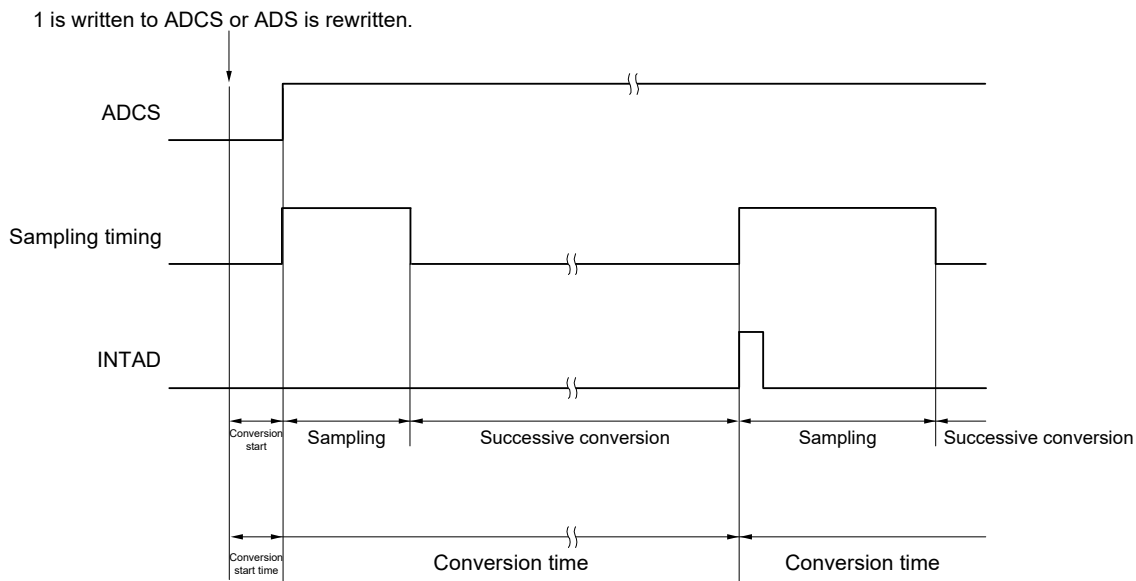 1 is written to ADCS or ADS is rewritten.
ADCS
Sampling timing
INTAD
Conversion
start
Sampling
Successive conversion
Sampling
Successive conversion
Conversion
start time
Conversion time
Conversion time